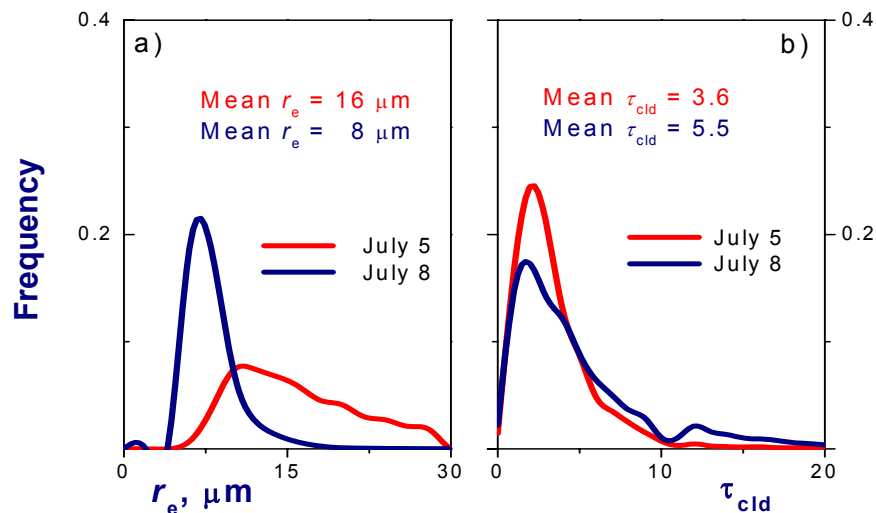 0.4
a)
Mean r_e = 16 μm
Mean r_e = 8 μm
0.2
July 5
July 8
Frequency
0
15
30
r_e, μm
b)
0.4
Mean τ_cld = 3.6
Mean τ_cld = 5.5
0.2
July 5
July 8
0
10
20
τ_cld